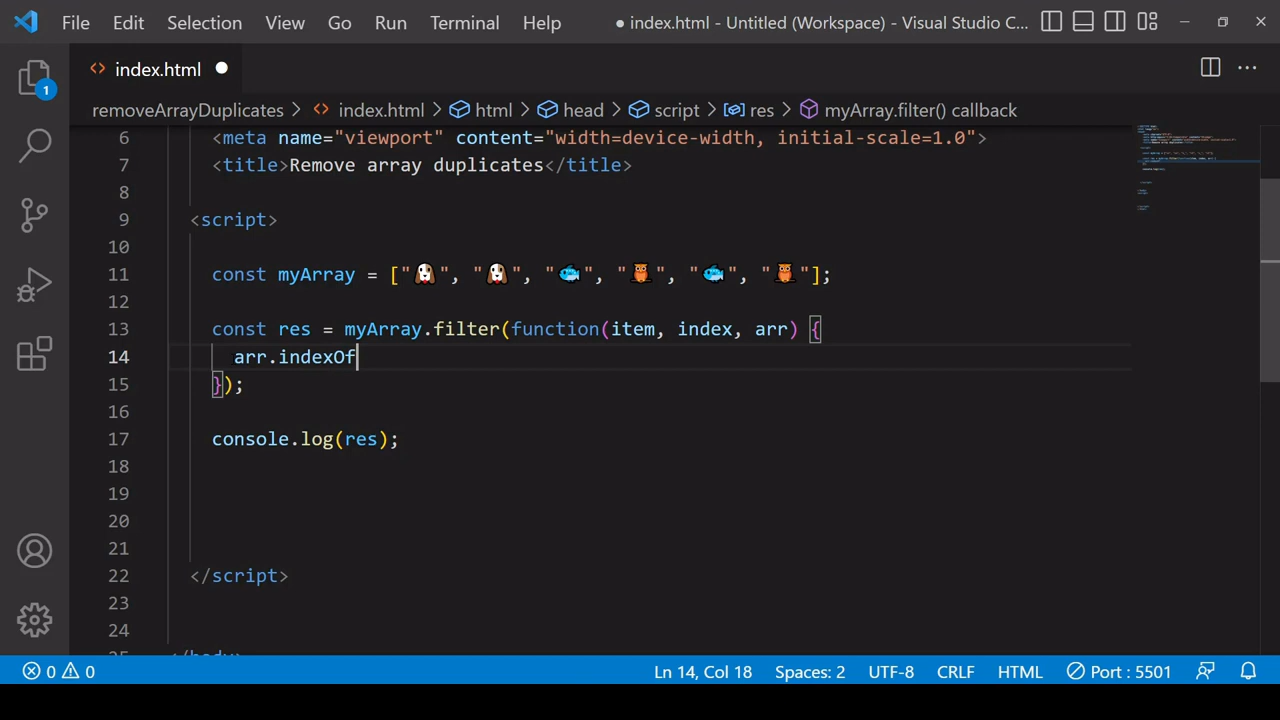 File Edit Selection View Go Run Terminal Help ● index.html - Untitled (Workspace) - Visual Studio C...
1
<> index.html ●
removeArrayDuplicates > <> index.html > html > head > script > res > myArray.filter() callback
6 <meta name="viewport" content="width=device-width, initial-scale=1.0">
7 <title>Remove array duplicates</title>
8
9 <script>
10
11 const myArray = ["🐶", "🐶", "🐟", "🦉", "🐟", "🦉"];
12
13 const res = myArray.filter(function(item, index, arr) {
14 arr.indexOf
15 });
16
17 console.log(res);
18
19
20
21
22 </script>
23
24
25 </body>
0 0 Ln 14, Col 18 Spaces: 2 UTF-8 CRLF HTML Port : 5501